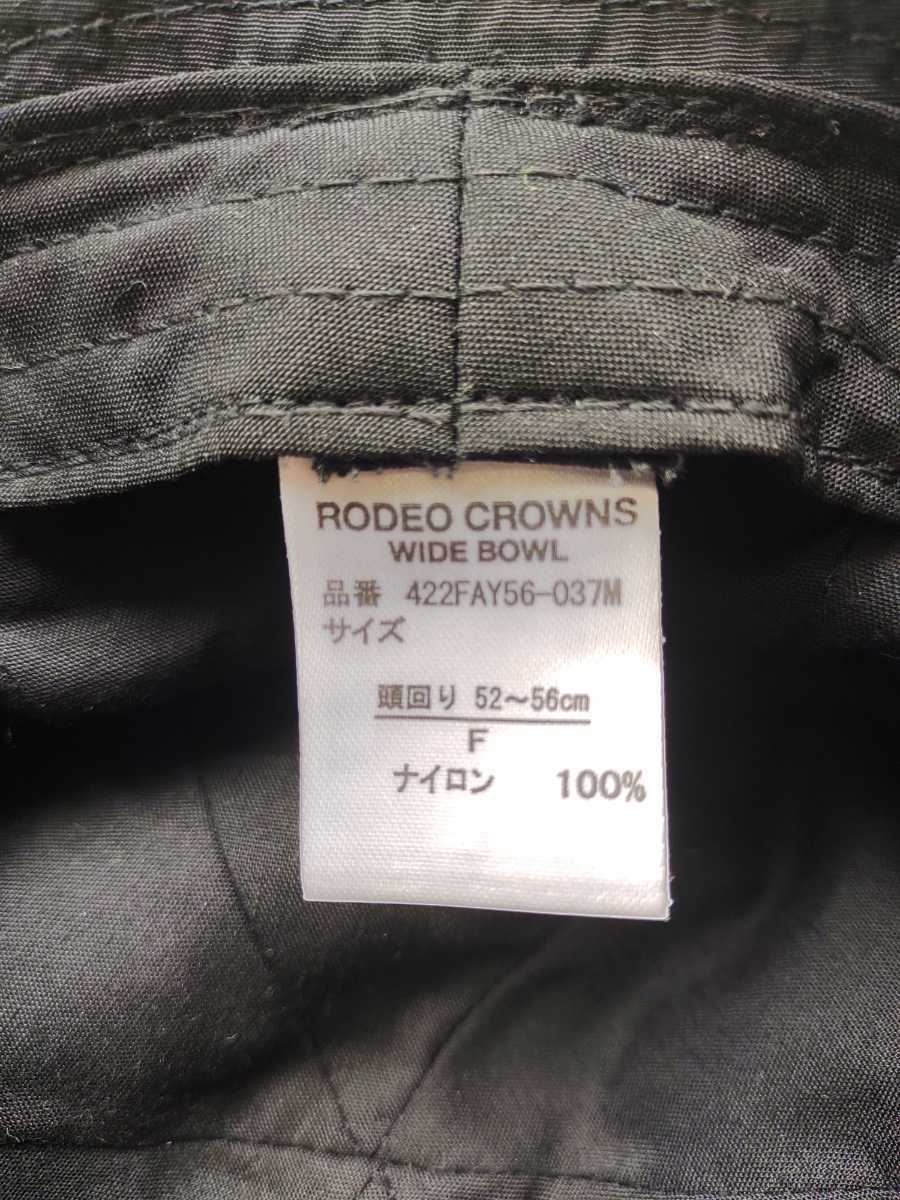 RODEO CROWNS
WIDE BOWL
品番 422FAY56-037M
サイズ
頭回り 52～56cm
F
ナイロン 100%